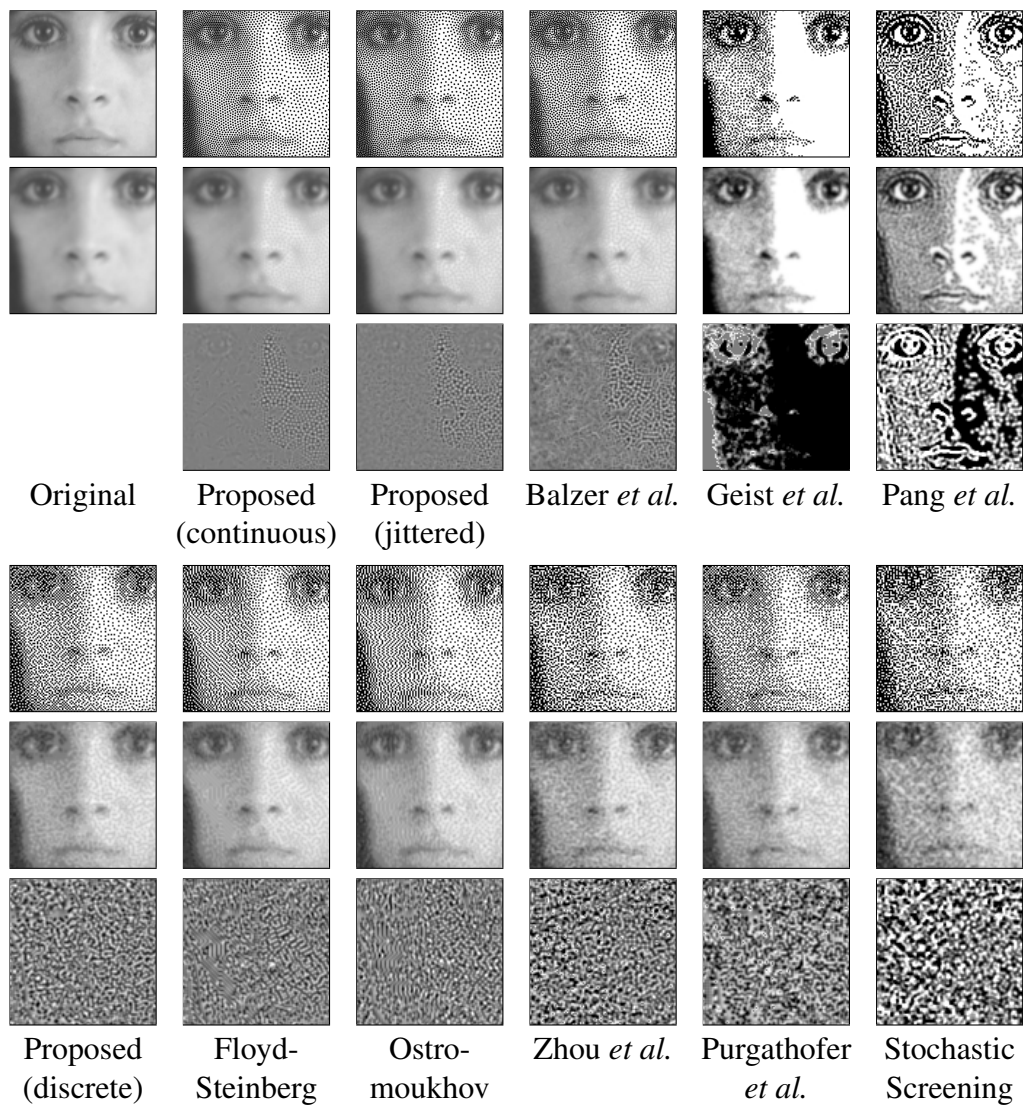 Original
Proposed
(continuous)
Proposed
(jittered)
Balzer et al.
Geist et al.
Pang et al.
Proposed
(discrete)
Floyd-
Steinberg
Ostro-
moukhov
Zhou et al.
Purgathofer
et al.
Stochastic
Screening